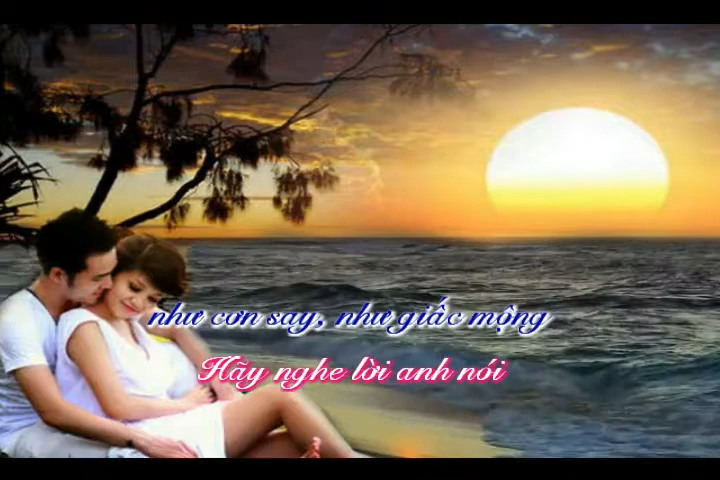 như cơn say, như giấc mộng
Hãy nghe lời anh nói